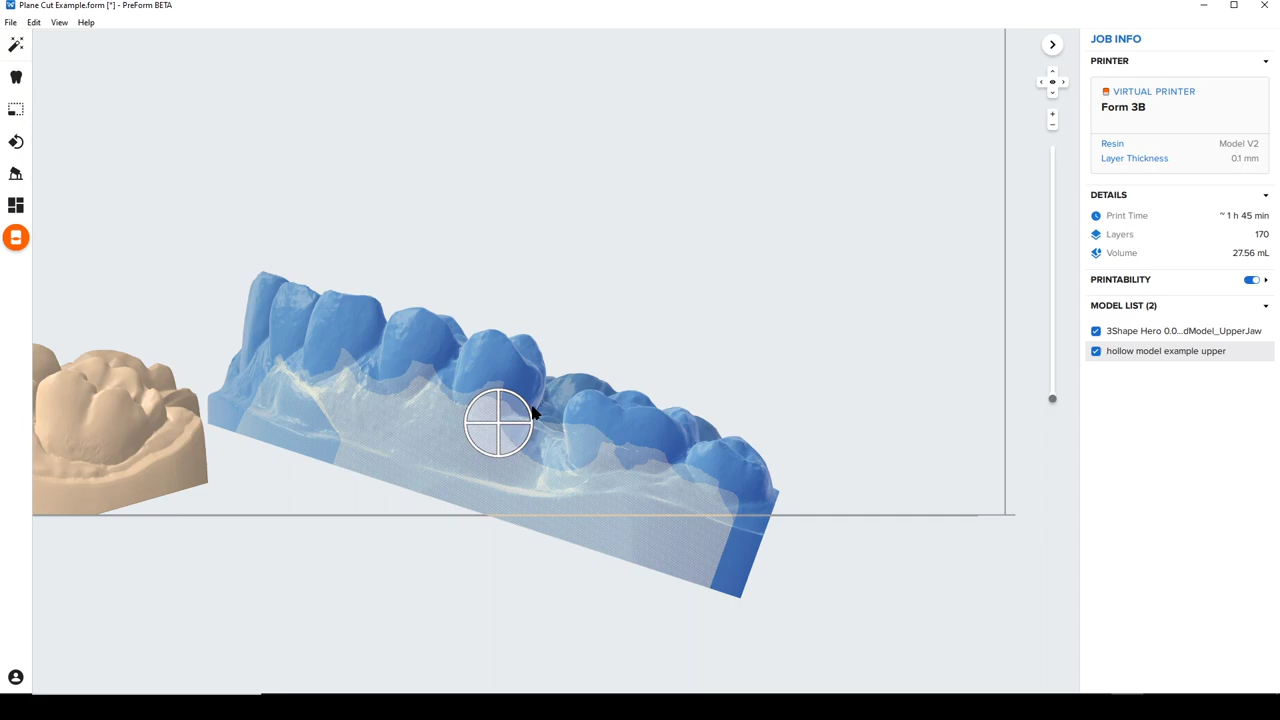 Plane Cut Example.form [*] - PreForm BETA
File Edit View Help
JOB INFO
PRINTER
VIRTUAL PRINTER
Form 3B
Resin Model V2
Layer Thickness 0.1 mm
DETAILS
Print Time ~ 1 h 45 min
Layers 170
Volume 27.56 mL
PRINTABILITY
MODEL LIST (2)
3Shape Hero 0.0...dModel_UpperJaw
hollow model example upper